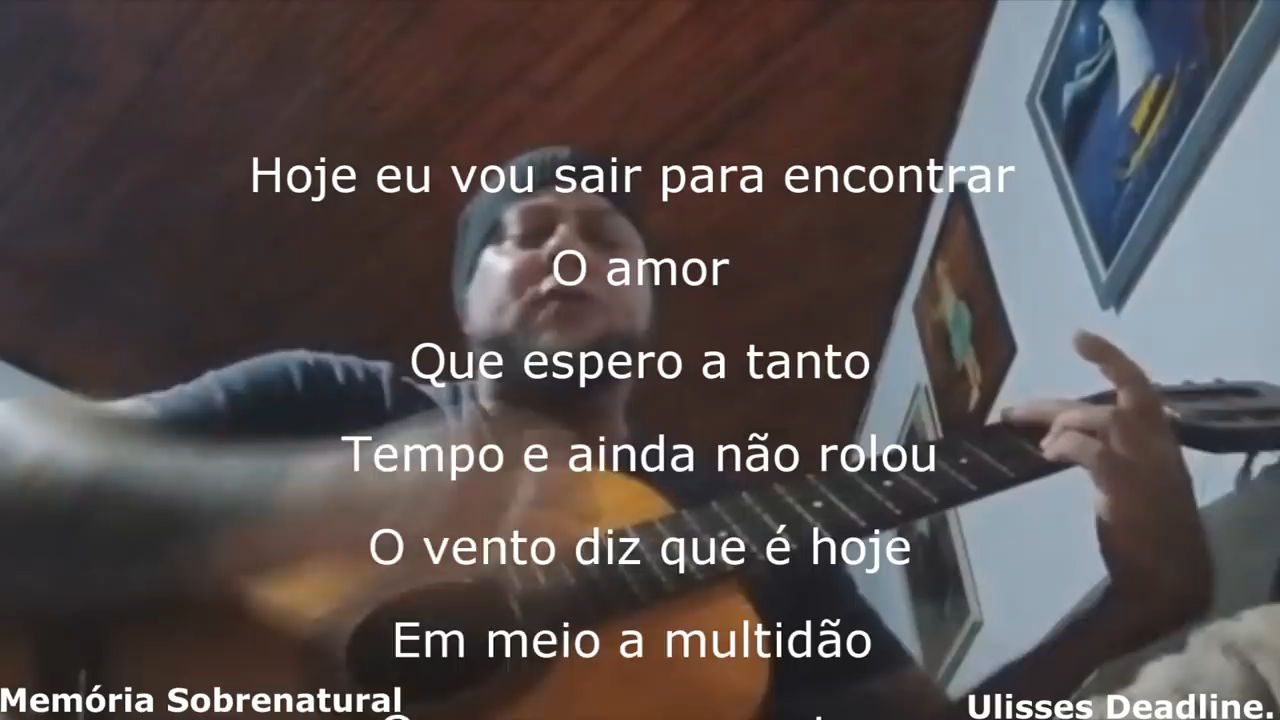 Hoje eu vou sair para encontrar
O amor
Que espero a tanto
Tempo e ainda não rolou
O vento diz que é hoje
Em meio a multidão
Memória Sobrenatural
Ulisses Deadline.